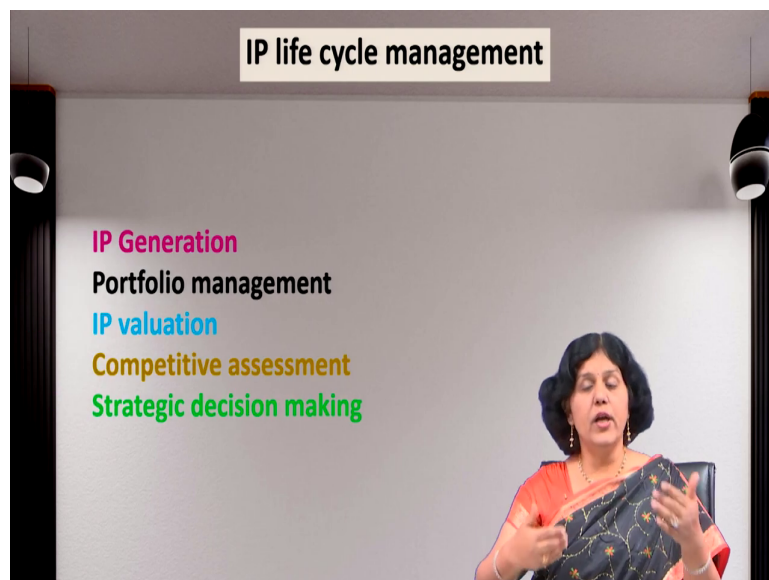 IP life cycle management
IP Generation
Portfolio management
IP valuation
Competitive assessment
Strategic decision making